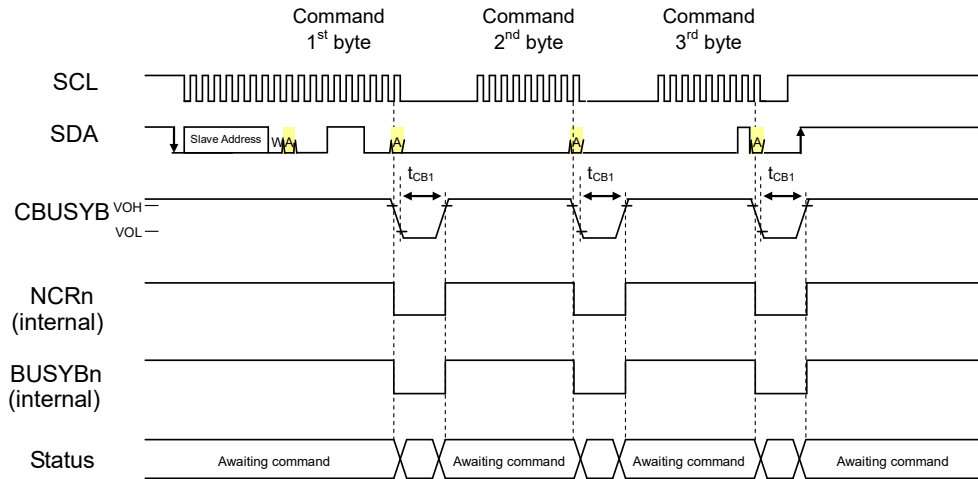 Command
1st byte
Command
2nd byte
Command
3rd byte
SCL
SDA
Slave Address
W
A
A
A
A
tCB1
tCB1
tCB1
CBUSYB
VOH
VOL
NCRn
(internal)
BUSYBn
(internal)
Status
Awaiting command
Awaiting command
Awaiting command
Awaiting command